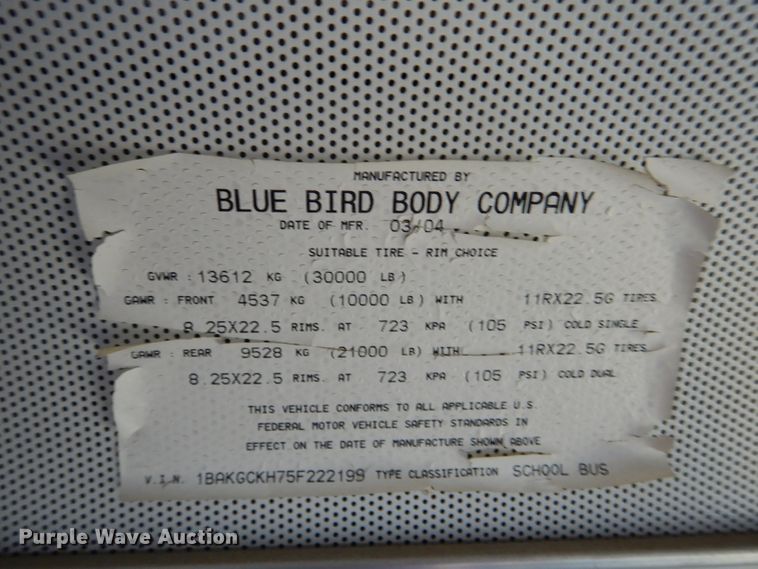 MANUFACTURED BY
BLUE BIRD BODY COMPANY
DATE OF MFR. 03/04
SUITABLE TIRE - RIM CHOICE
GVWR : 13612 KG (30000 LB)
GAWR : FRONT 4537 KG (10000 LB) WITH 11RX22.5G TIRES
8.25X22.5 RIMS. AT 723 KPA (105 PSI) COLD SINGLE
GAWR : REAR 9528 KG (21000 LB) WITH 11RX22.5G TIRES
8.25X22.5 RIMS. AT 723 KPA (105 PSI) COLD DUAL
THIS VEHICLE CONFORMS TO ALL APPLICABLE U.S.
FEDERAL MOTOR VEHICLE SAFETY STANDARDS IN
EFFECT ON THE DATE OF MANUFACTURE SHOWN ABOVE
V.I.N. 1BAKGCKH75F222199 TYPE CLASSIFICATION SCHOOL BUS
Purple Wave Auction